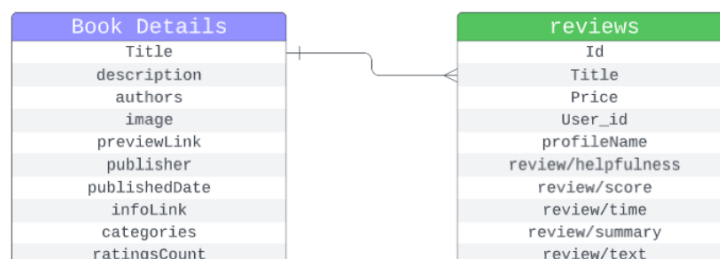 Book Details
Title
description
authors
image
previewLink
publisher
publishedDate
infoLink
categories
ratingsCount
reviews
Id
Title
Price
User_id
profileName
review/helpfulness
review/score
review/time
review/summary
review/text